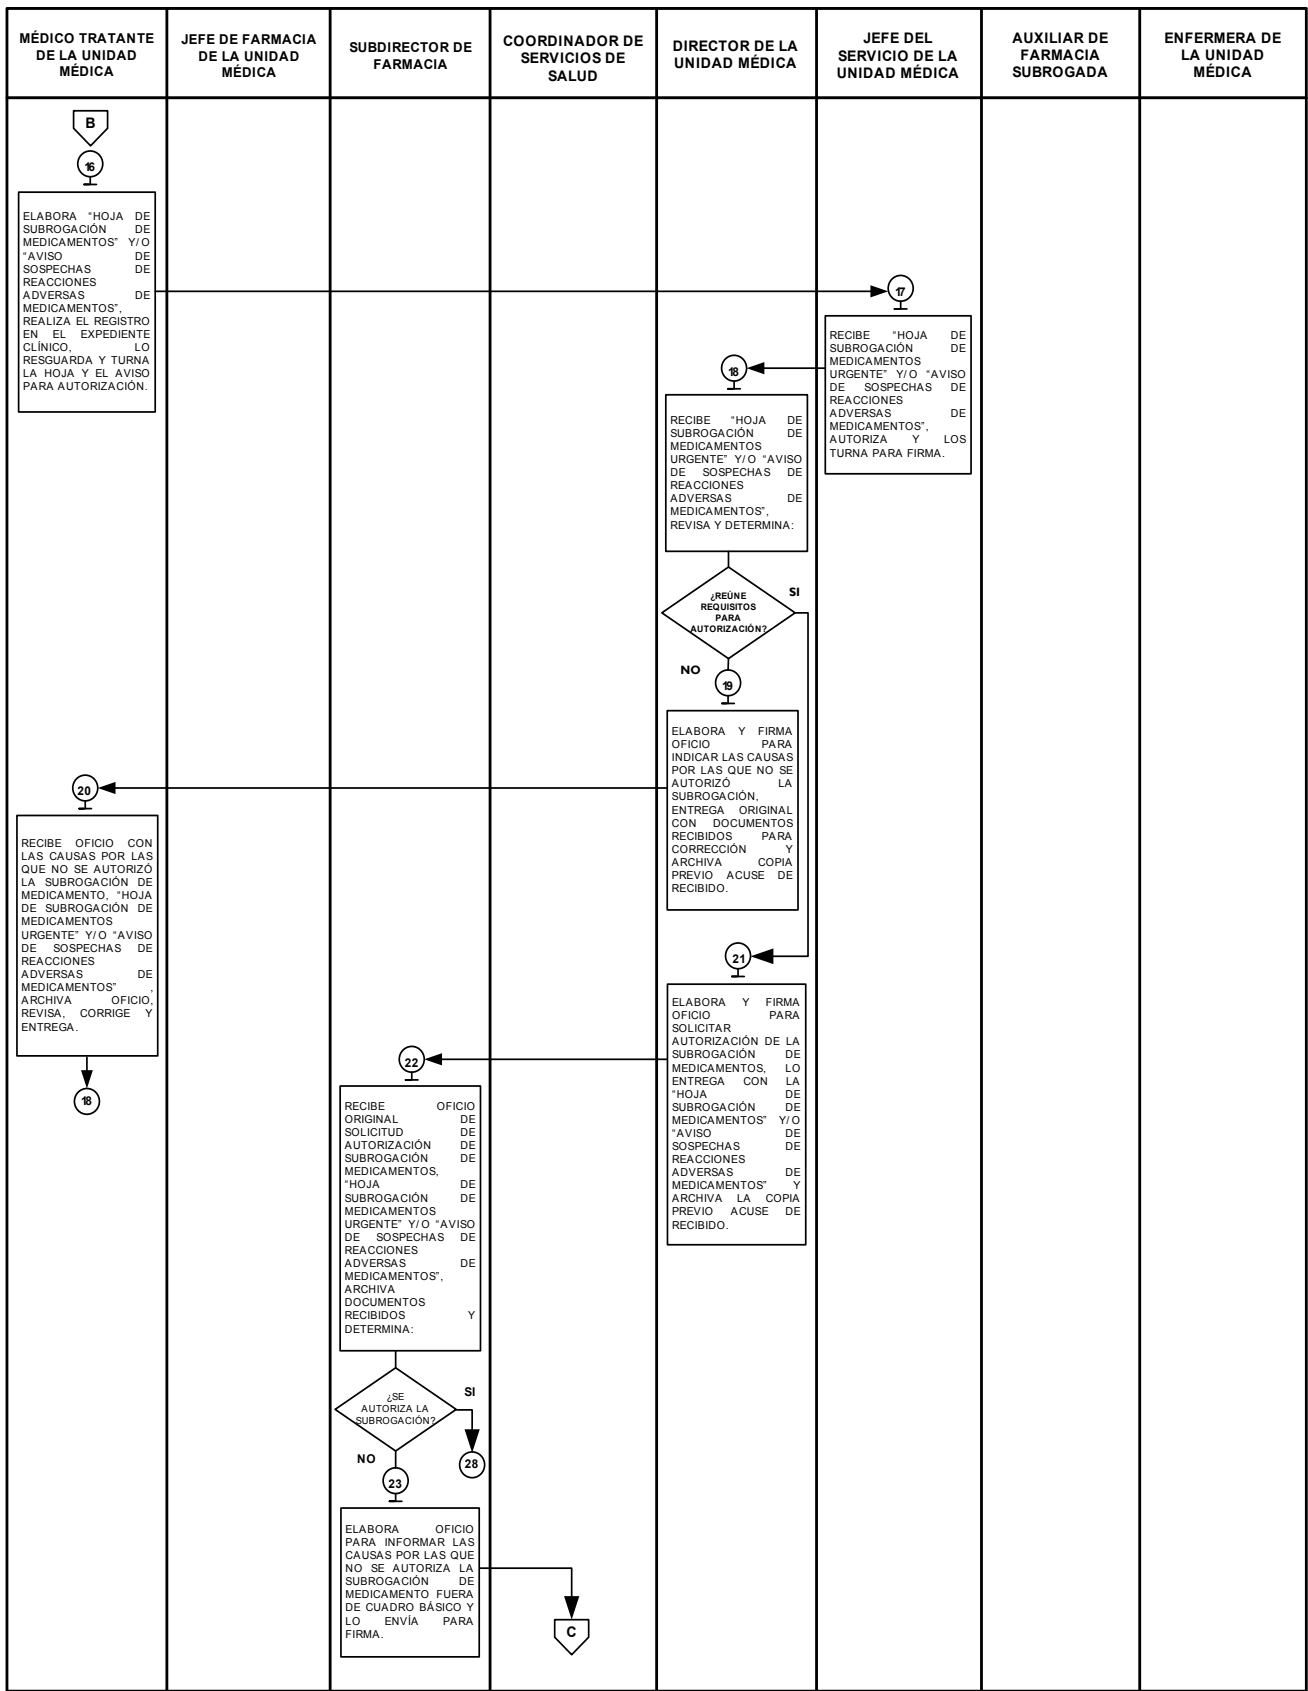 MÉDICO TRATANTE
DE LA UNIDAD
MÉDICA
JEFE DE FARMACIA
DE LA UNIDAD
MÉDICA
SUBDIRECTOR DE
FARMACIA
COORDINADOR DE
SERVICIOS DE
SALUD
DIRECTOR DE LA
UNIDAD MÉDICA
JEFE DEL
SERVICIO DE LA
UNIDAD MÉDICA
AUXILIAR DE
FARMACIA
SUBROGADA
ENFERMERA DE
LA UNIDAD
MÉDICA
B
16
ELABORA "HOJA DE
SUBROGACIÓN DE
MEDICAMENTOS" Y/O
"AVISO DE
SOSPECHAS DE
REACCIONES
ADVERSAS DE
MEDICAMENTOS",
REALIZA EL REGISTRO
EN EL EXPEDIENTE
CLÍNICO, LO
RESGUARDA Y TURNA
LA HOJA Y EL AVISO
PARA AUTORIZACIÓN.
17
RECIBE "HOJA DE
SUBROGACIÓN DE
MEDICAMENTOS
URGENTE" Y/O "AVISO
DE SOSPECHAS DE
REACCIONES
ADVERSAS DE
MEDICAMENTOS",
AUTORIZA Y LOS
TURNA PARA FIRMA.
18
RECIBE "HOJA DE
SUBROGACIÓN DE
MEDICAMENTOS
URGENTE" Y/O "AVISO
DE SOSPECHAS DE
REACCIONES
ADVERSAS DE
MEDICAMENTOS",
REVISA Y DETERMINA:
¿REÚNE
REQUISITOS
PARA
AUTORIZACIÓN?
SI
NO
19
ELABORA Y FIRMA
OFICIO PARA
INDICAR LAS CAUSAS
POR LAS QUE NO SE
AUTORIZÓ LA
SUBROGACIÓN,
ENTREGA ORIGINAL
CON DOCUMENTOS
RECIBIDOS PARA
CORRECCIÓN Y
ARCHIVA COPIA
PREVIO ACUSE DE
RECIBIDO.
20
RECIBE OFICIO CON
LAS CAUSAS POR LAS
QUE NO SE AUTORIZÓ
LA SUBROGACIÓN DE
MEDICAMENTO, "HOJA
DE SUBROGACIÓN DE
MEDICAMENTOS
URGENTE" Y/O "AVISO
DE SOSPECHAS DE
REACCIONES
ADVERSAS DE
MEDICAMENTOS" ,
ARCHIVA OFICIO,
REVISA, CORRIGE Y
ENTREGA.
18
21
ELABORA Y FIRMA
OFICIO PARA
SOLICITAR
AUTORIZACIÓN DE LA
SUBROGACIÓN DE
MEDICAMENTOS, LO
ENTREGA CON LA
"HOJA DE
SUBROGACIÓN DE
MEDICAMENTOS" Y/O
"AVISO DE
SOSPECHAS DE
REACCIONES
ADVERSAS DE
MEDICAMENTOS" Y
ARCHIVA LA COPIA
PREVIO ACUSE DE
RECIBIDO.
22
RECIBE OFICIO
ORIGINAL DE
SOLICITUD DE
AUTORIZACIÓN DE
SUBROGACIÓN DE
MEDICAMENTOS,
"HOJA DE
SUBROGACIÓN DE
MEDICAMENTOS
URGENTE" Y/O "AVISO
DE SOSPECHAS DE
REACCIONES
ADVERSAS DE
MEDICAMENTOS",
ARCHIVA
DOCUMENTOS
RECIBIDOS Y
DETERMINA:
¿SE
AUTORIZA LA
SUBROGACIÓN?
SI
28
NO
23
ELABORA OFICIO
PARA INFORMAR LAS
CAUSAS POR LAS QUE
NO SE AUTORIZA LA
SUBROGACIÓN DE
MEDICAMENTO FUERA
DE CUADRO BÁSICO Y
LO ENVÍA PARA
FIRMA.
C